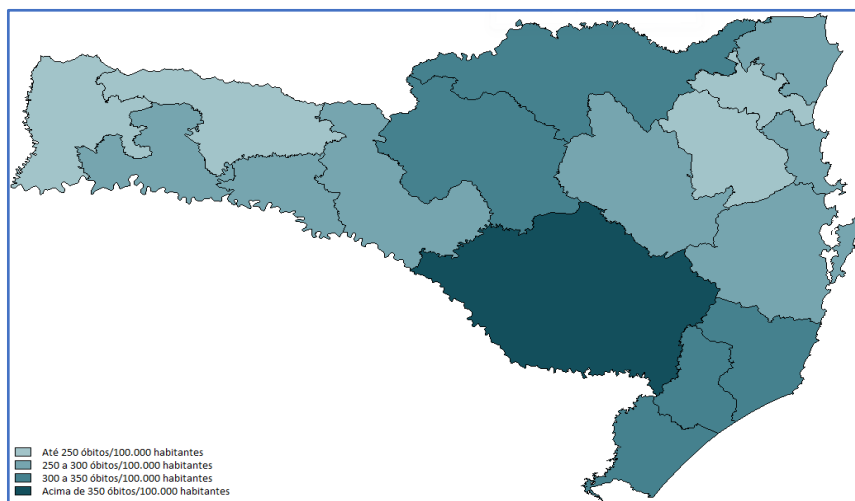 Até 250 óbitos/100.000 habitantes
250 a 300 óbitos/100.000 habitantes
300 a 350 óbitos/100.000 habitantes
Acima de 350 óbitos/100.000 habitantes